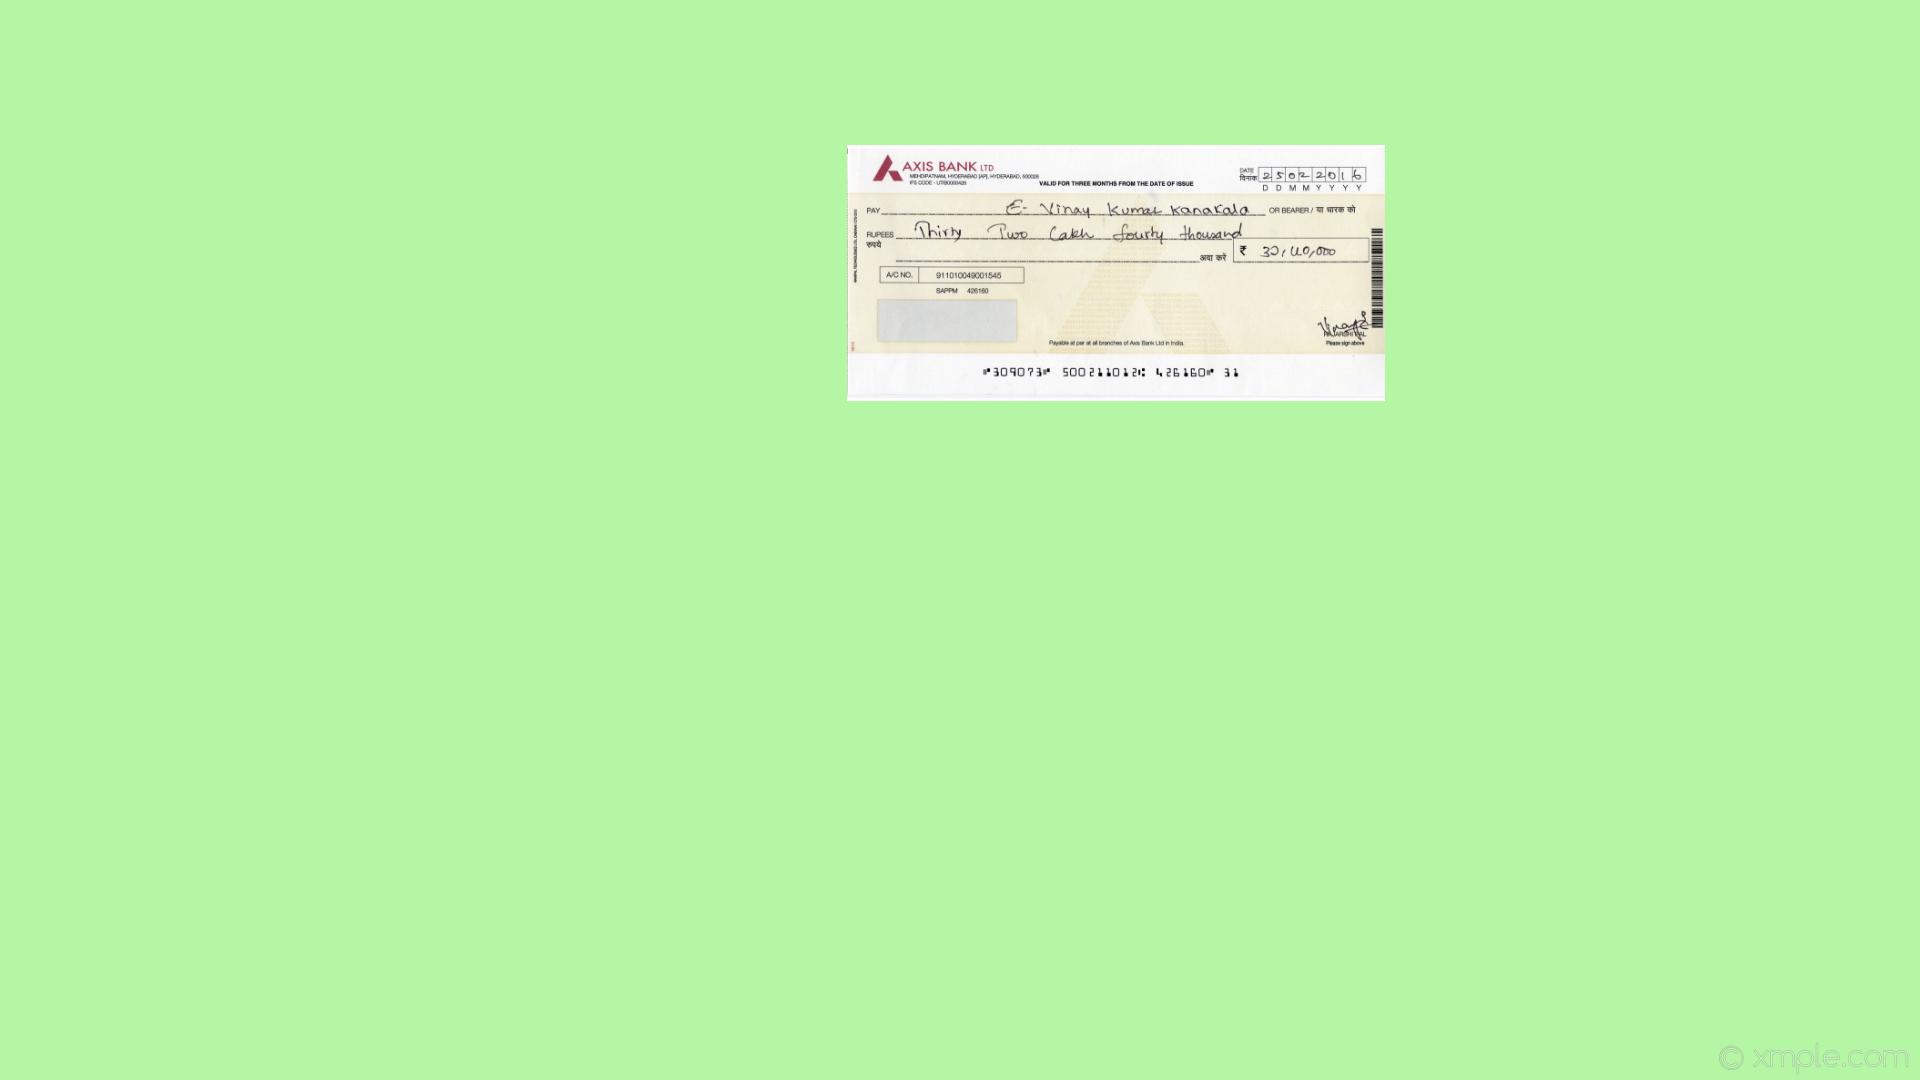 AXIS BANK LTD
MEHDIPATNAM, HYDERABAD [AP], HYDERABAD, 500028
IFS CODE - UTIB0000426
VALID FOR THREE MONTHS FROM THE DATE OF ISSUE
DATE
दिनांक 25022016
D D M M Y Y Y Y
PAY E- Vinay Kumar Kanakala OR BEARER / या धारक को
RUPEES Thirty Two Lakh fourty thousand
रुपये
अदा करें ₹ 32,40,000
A/C NO. 911010049001545
SAPPM 426160
RAJARSHI PAL
Payable at par at all branches of Axis Bank Ltd in India.
Please sign above
⑈309073⑈ 500211012⑆ 426160⑈ 31
© xmple.com